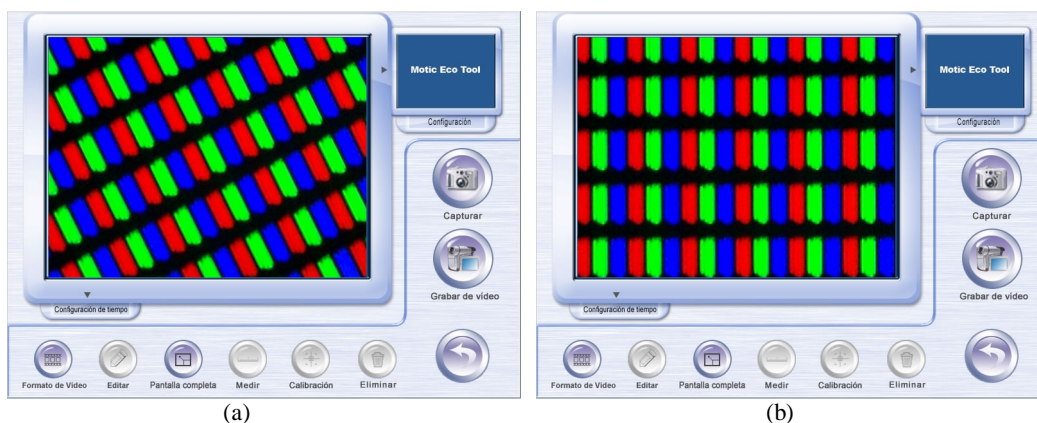 Motic Eco Tool
Configuración
Capturar
Grabar de video
Configuración de tiempo
Formato de Video
Editar
Pantalla completa
Medir
Calibración
Eliminar
(a)
Motic Eco Tool
Configuración
Capturar
Grabar de video
Configuración de tiempo
Formato de Video
Editar
Pantalla completa
Medir
Calibración
Eliminar
(b)